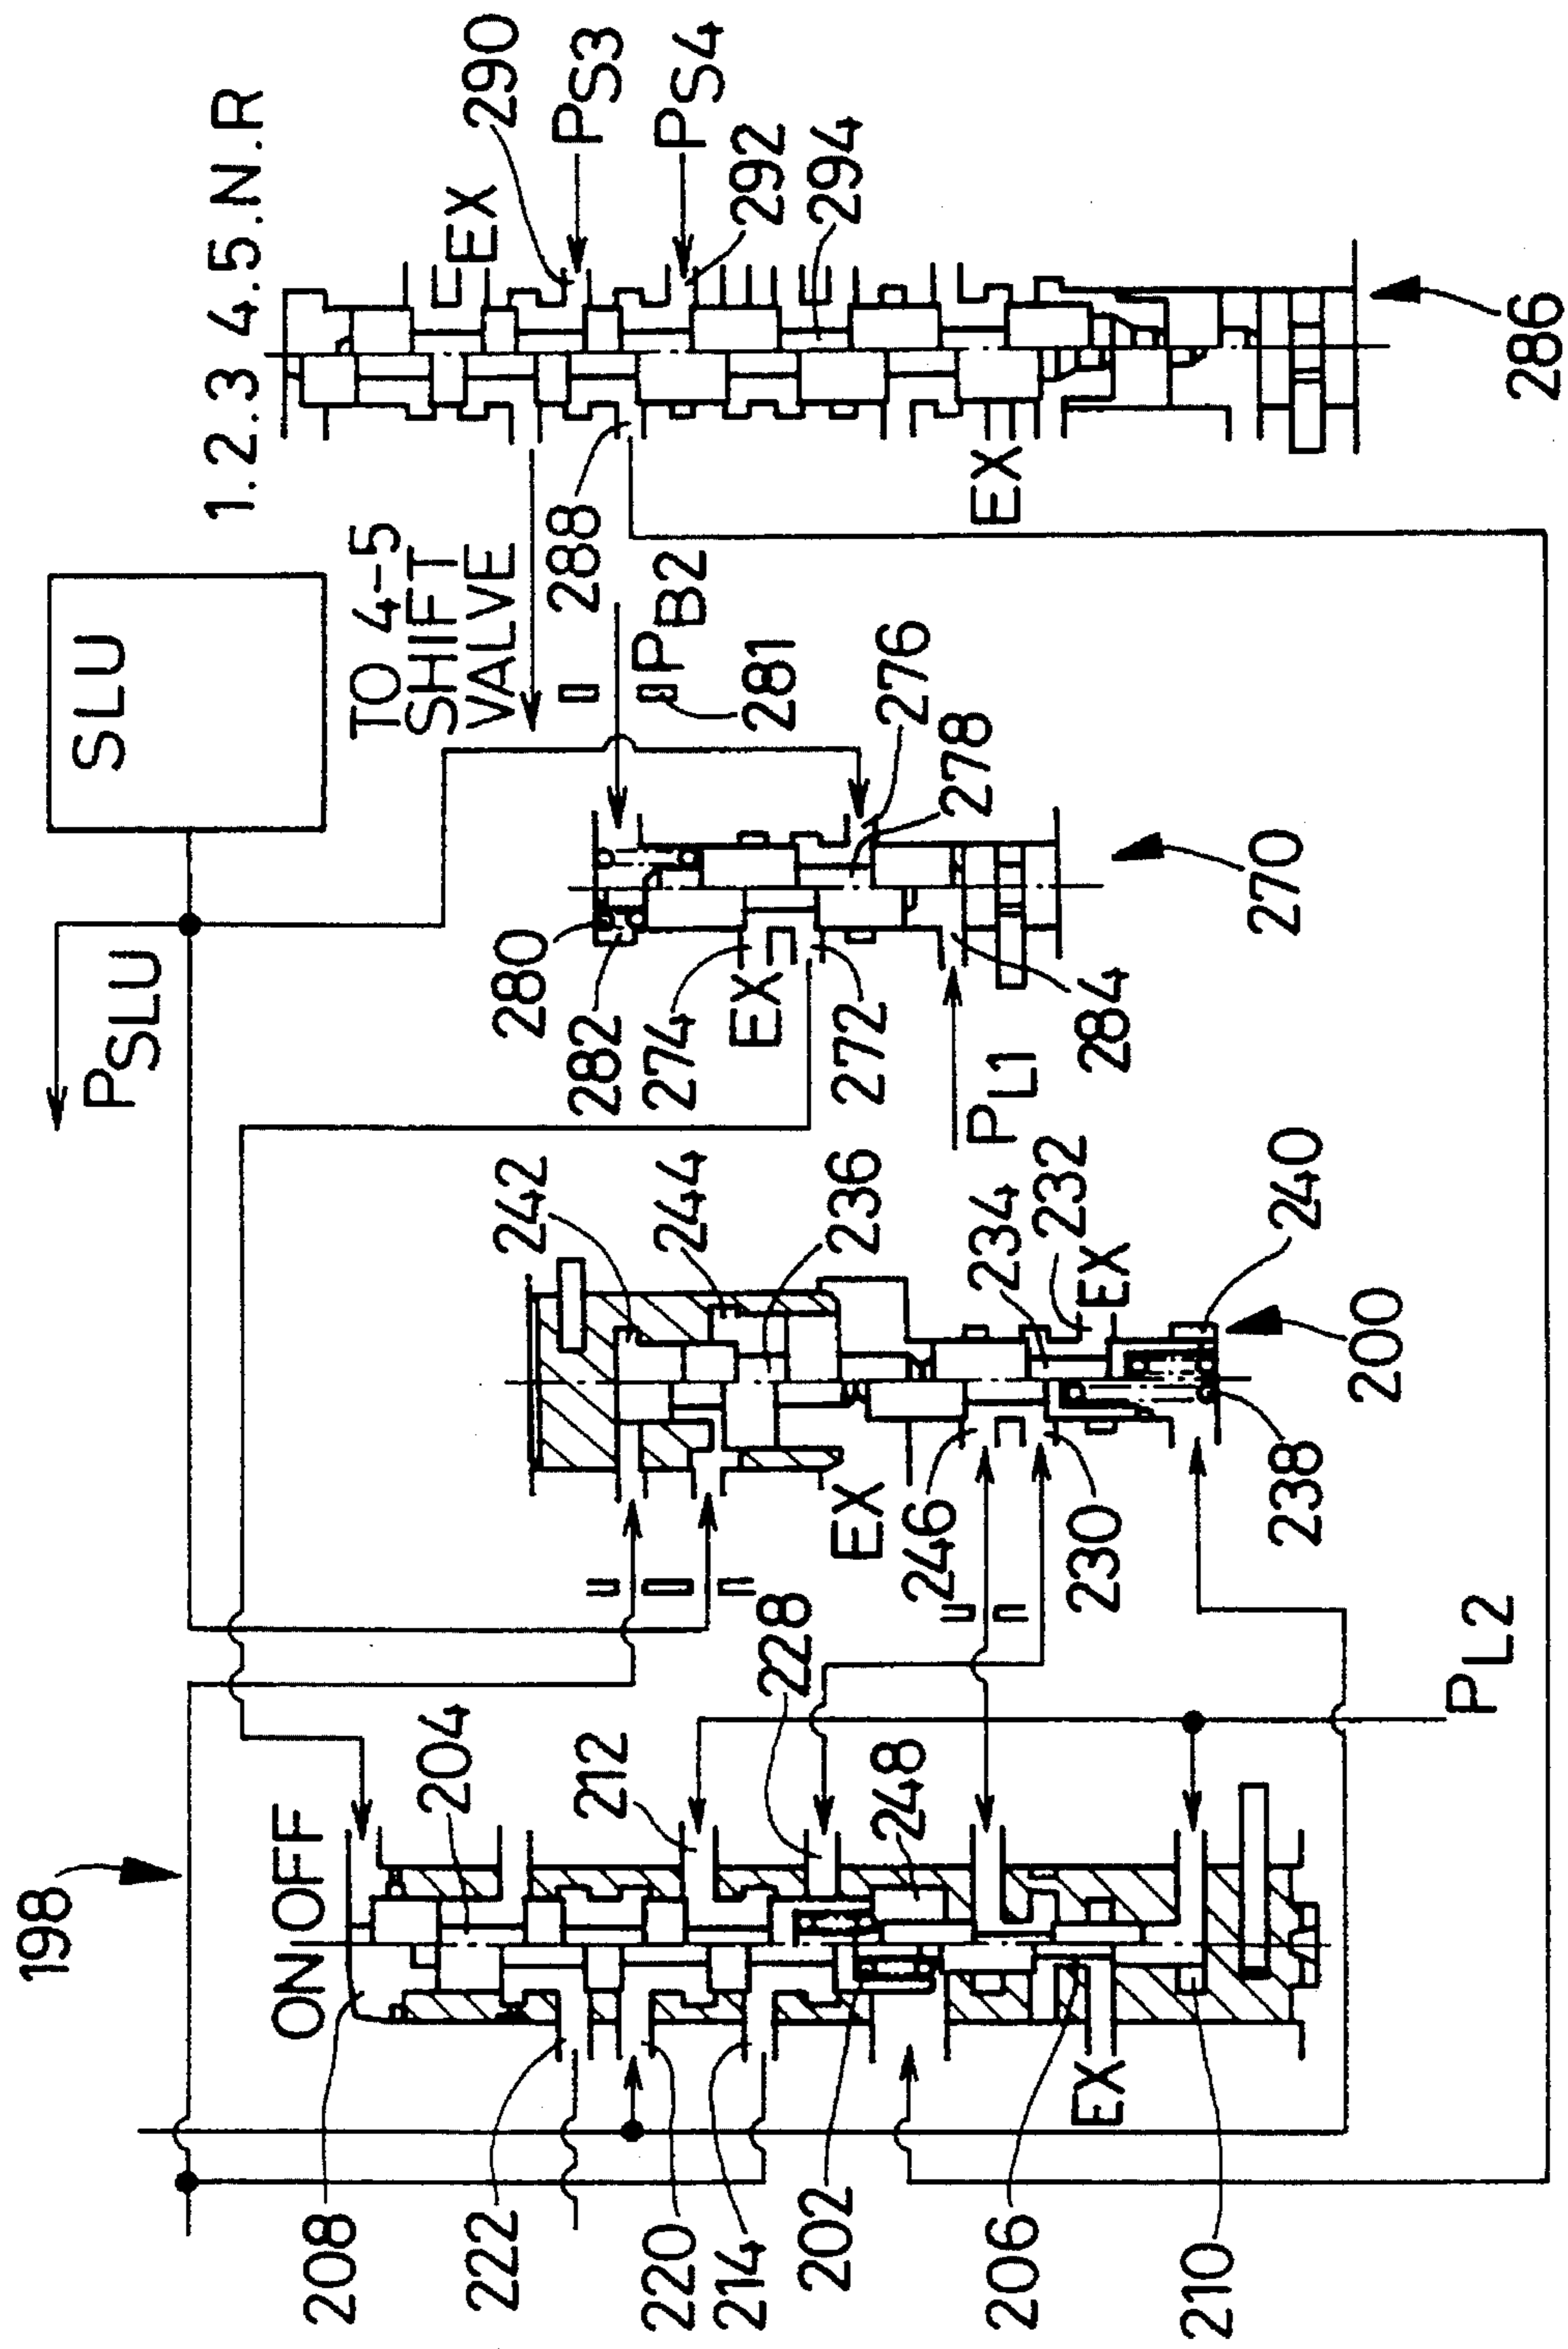 198
ON OFF
208
204
222
220
212
214
228
202
248
206
EX
210
PL2
PSLU
SLU
242
244
236
EX
246
234
232
EX
230
240
238
200
280
282
274
EX
272
PL1
284
PB2
281
276
278
270
TO 4-5
SHIFT
VALVE
288
1.2.3 4.5.N.R
EX
290
PS3
PS4
292
294
EX
286